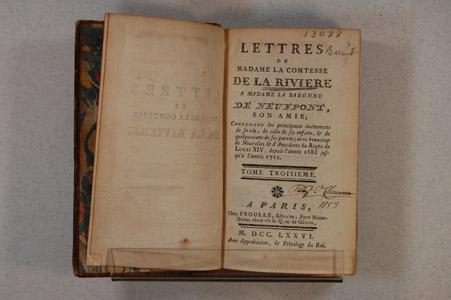 13088
LETTRES
DE
MADAME LA COMTESSE
DE LA RIVIERE
A MADAME LA BARONNE
DE NEUFPONT,
SON AMIE;
Contenant les principaux événemens
de sa vie, de celle de ses enfans, & de
quelques-uns de ses parens; avec beaucoup
de Nouvelles & d'Anecdotes du Regne de
LOUIS XIV, depuis l'année 1686 jus-
qu'à l'année 1712.
TOME TROISIEME.
A PARIS,
Chez FROULLÉ, Libraire, Pont Notre-
Dame, vis-à-vis le Quai de Gêvres,
M. DCC. LXXVI.
Avec Approbation, & Privilege du Roi.